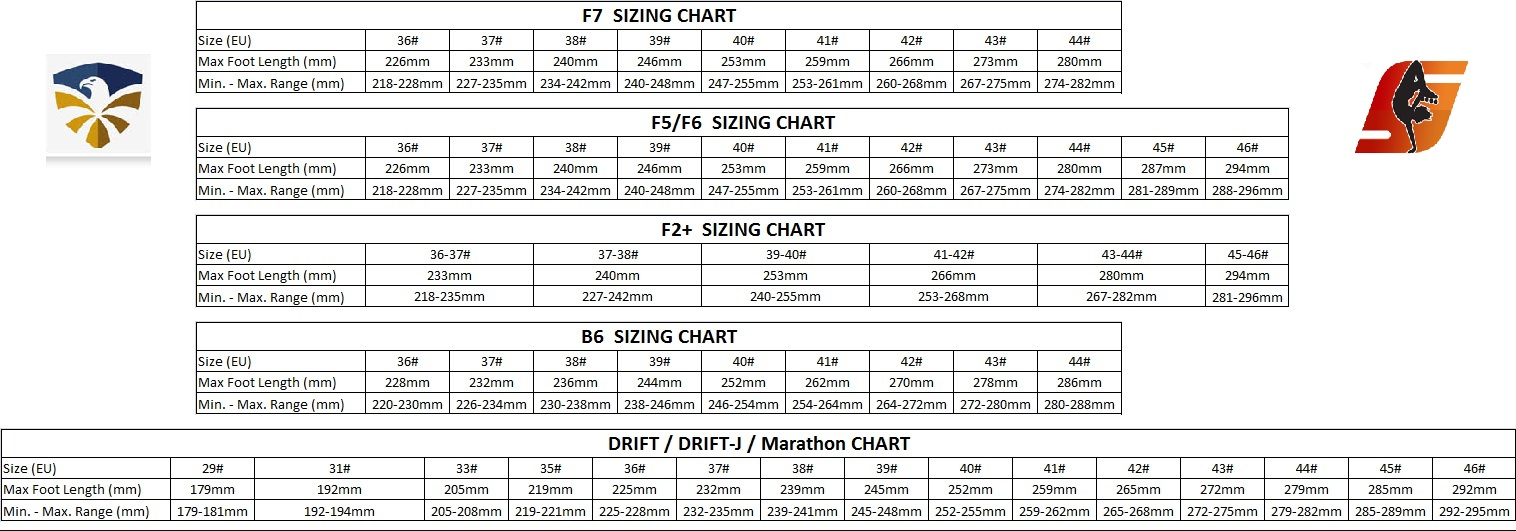 F7 SIZING CHART
Size (EU) 36# 37# 38# 39# 40# 41# 42# 43# 44#
Max Foot Length (mm) 226mm 233mm 240mm 246mm 253mm 259mm 266mm 273mm 280mm
Min. - Max. Range (mm) 218-228mm 227-235mm 234-242mm 240-248mm 247-255mm 253-261mm 260-268mm 267-275mm 274-282mm
F5/F6 SIZING CHART
Size (EU) 36# 37# 38# 39# 40# 41# 42# 43# 44# 45# 46#
Max Foot Length (mm) 226mm 233mm 240mm 246mm 253mm 259mm 266mm 273mm 280mm 287mm 294mm
Min. - Max. Range (mm) 218-228mm 227-235mm 234-242mm 240-248mm 247-255mm 253-261mm 260-268mm 267-275mm 274-282mm 281-289mm 288-296mm
F2+ SIZING CHART
Size (EU) 36-37# 37-38# 39-40# 41-42# 43-44# 45-46#
Max Foot Length (mm) 233mm 240mm 253mm 266mm 280mm 294mm
Min. - Max. Range (mm) 218-235mm 227-242mm 240-255mm 253-268mm 267-282mm 281-296mm
B6 SIZING CHART
Size (EU) 36# 37# 38# 39# 40# 41# 42# 43# 44#
Max Foot Length (mm) 228mm 232mm 236mm 244mm 252mm 262mm 270mm 278mm 286mm
Min. - Max. Range (mm) 220-230mm 226-234mm 230-238mm 238-246mm 246-254mm 254-264mm 264-272mm 272-280mm 280-288mm
DRIFT / DRIFT-J / Marathon CHART
Size (EU) 29# 31# 33# 35# 36# 37# 38# 39# 40# 41# 42# 43# 44# 45# 46#
Max Foot Length (mm) 179mm 192mm 205mm 219mm 225mm 232mm 239mm 245mm 252mm 259mm 265mm 272mm 279mm 285mm 292mm
Min. - Max. Range (mm) 179-181mm 192-194mm 205-208mm 219-221mm 225-228mm 232-235mm 239-241mm 245-248mm 252-255mm 259-262mm 265-268mm 272-275mm 279-282mm 285-289mm 292-295mm